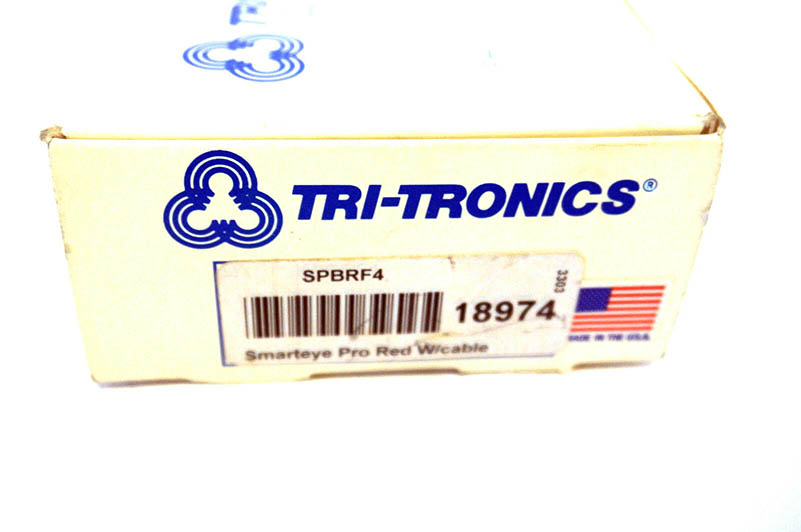 TRI-TRONICS®
SPBRF4
3303
18974
Smarteye Pro Red W/cable
MADE IN THE U.S.A.